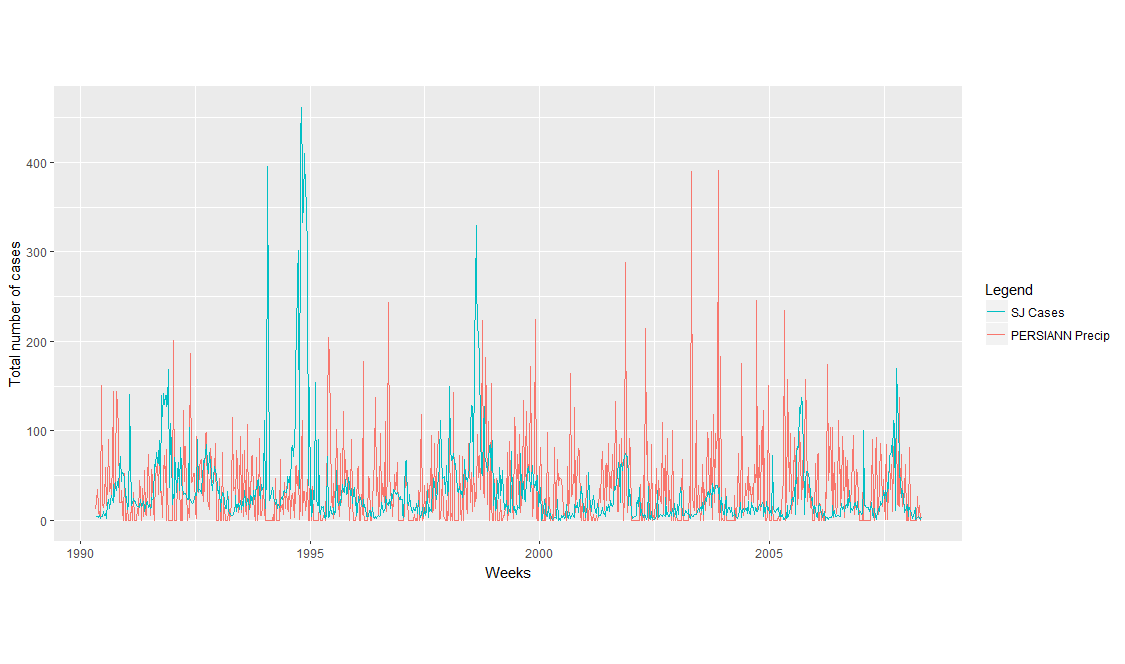 Total number of cases
400
300
200
100
0
1990
1995
2000
2005
Weeks
Legend
SJ Cases
PERSIANN Precip